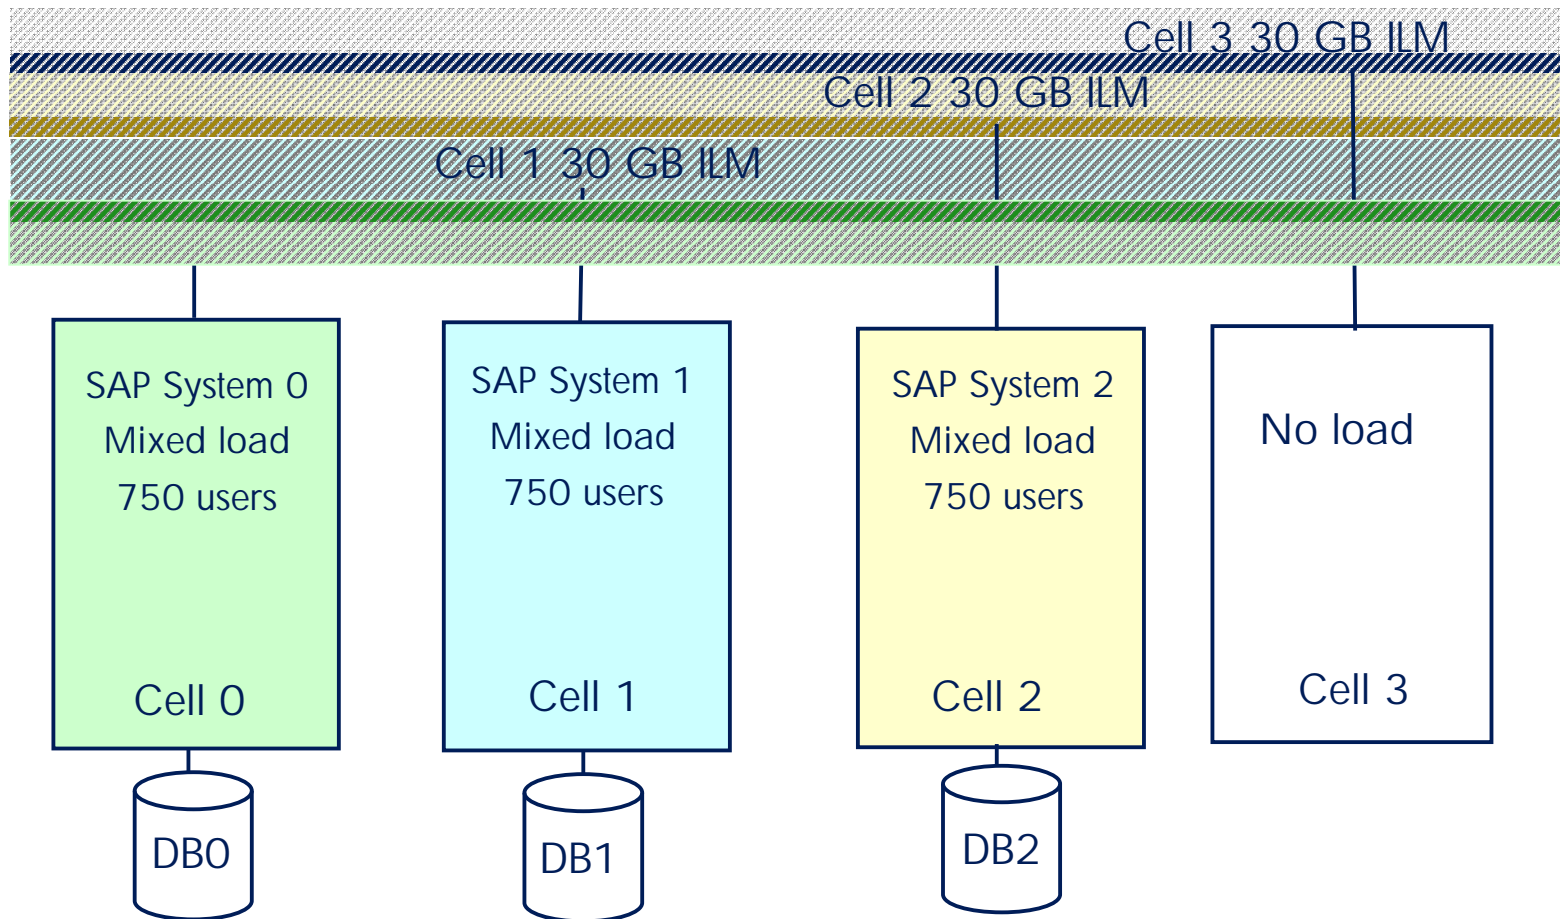 Cell 3 30 GB ILM
Cell 2 30 GB ILM
Cell 1 30 GB ILM
SAP System 0
Mixed load
750 users
Cell 0
DB0
SAP System 1
Mixed load
750 users
Cell 1
DB1
SAP System 2
Mixed load
750 users
Cell 2
DB2
No load
Cell 3